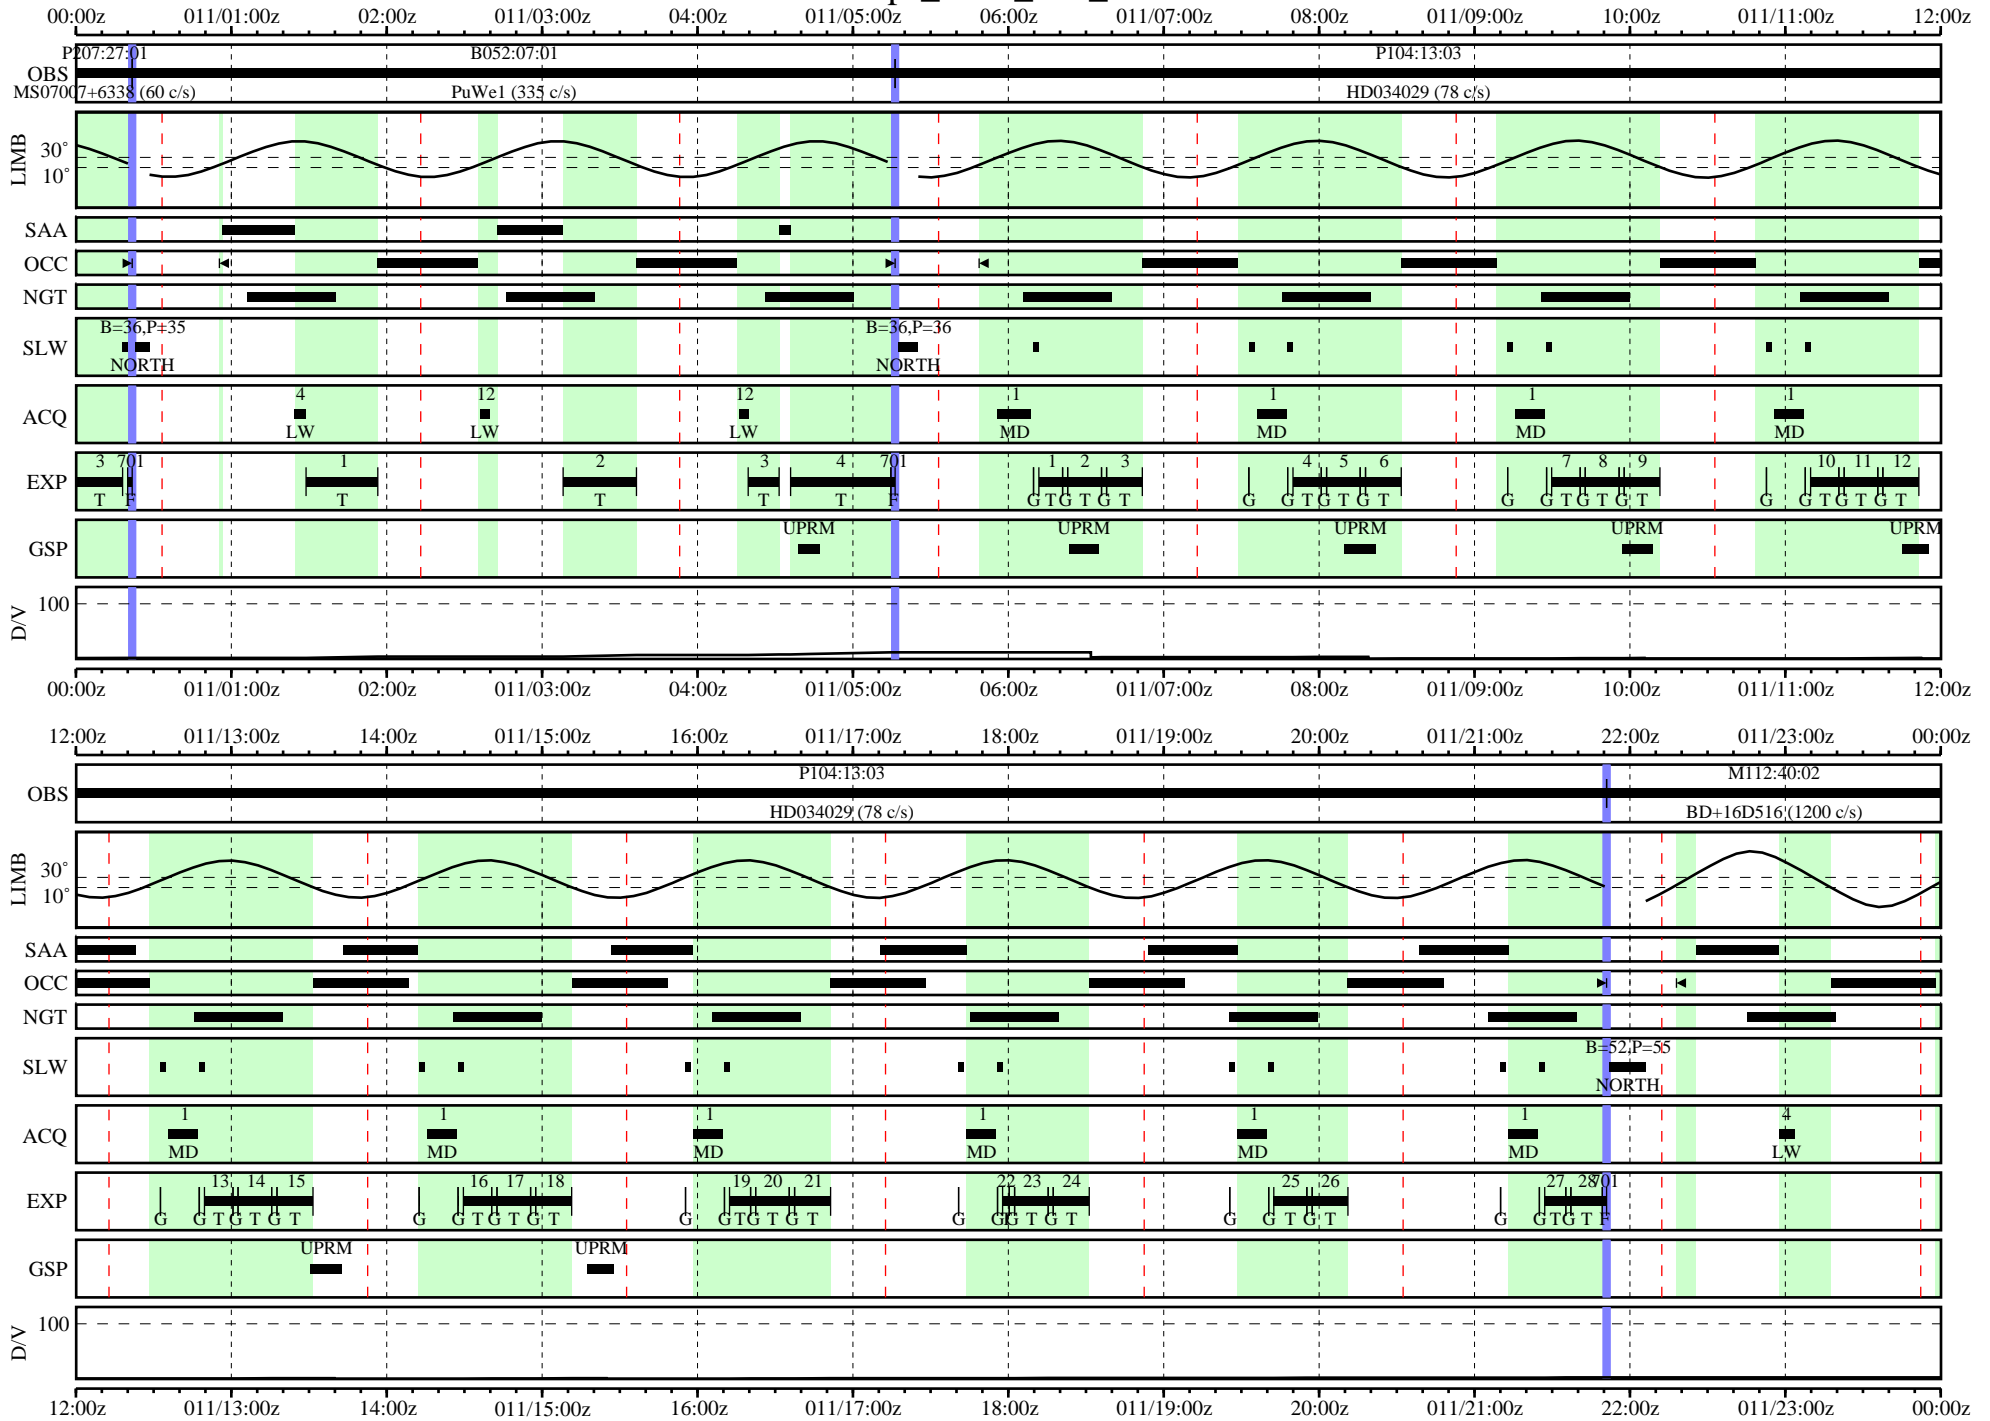 00:00z 011/01:00z 02:00z 011/03:00z 04:00z 011/05:00z 06:00z 011/07:00z 08:00z 011/09:00z 10:00z 011/11:00z 12:00z
P207:27:01 B052:07:01 P104:13:03
OBS
MS07007+6338 (60 c/s) PuWe1 (335 c/s) HD034029 (78 c/s)
LIMB
30°
10°
SAA
OCC
NGT
B=36,P=35 B=36,P=36
SLW
NORTH NORTH
4 12 12 1 1 1 1
ACQ
LW LW LW MD MD MD MD
3 701 1 2 3 4 701 1 2 3 4 5 6 7 8 9 10 11 12
EXP
T F T T T T F G T G T G T G G T G T G T G G T G T G T G G T G T G T
UPRM UPRM UPRM UPRM UPRM
GSP
D/V
100
00:00z 011/01:00z 02:00z 011/03:00z 04:00z 011/05:00z 06:00z 011/07:00z 08:00z 011/09:00z 10:00z 011/11:00z 12:00z
12:00z 011/13:00z 14:00z 011/15:00z 16:00z 011/17:00z 18:00z 011/19:00z 20:00z 011/21:00z 22:00z 011/23:00z 00:00z
P104:13:03 M112:40:02
OBS
HD034029 (78 c/s) BD+16D516 (1200 c/s)
LIMB
30°
10°
SAA
OCC
NGT
B=52,P=55
SLW
NORTH
1 1 1 1 1 1 4
ACQ
MD MD MD MD MD MD LW
13 14 15 16 17 18 19 20 21 22 23 24 25 26 27 28 701
EXP
G G T G T G T G G T G T G T G G T G T G T G G G T G T G G T G T G G T G T F
UPRM UPRM
GSP
D/V
100
12:00z 011/13:00z 14:00z 011/15:00z 16:00z 011/17:00z 18:00z 011/19:00z 20:00z 011/21:00z 22:00z 011/23:00z 00:00z